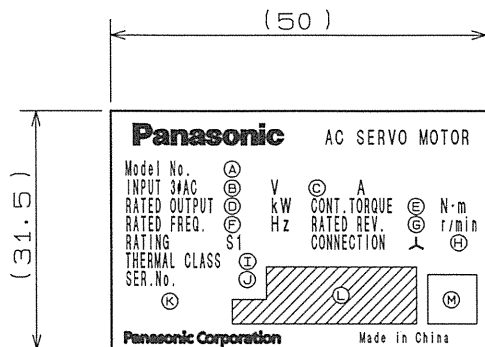 (50)
(31.5)
Panasonic AC SERVO MOTOR
Model No. Ⓐ
INPUT 3φAC Ⓑ V Ⓒ A
RATED OUTPUT Ⓓ kW CONT.TORQUE Ⓔ N·m
RATED FREQ. Ⓕ Hz RATED REV. Ⓖ r/min
RATING S1 CONNECTION ⅄ Ⓗ
THERMAL CLASS Ⓘ
SER.No. Ⓙ
Ⓚ Ⓛ Ⓜ
Panasonic Corporation Made in China